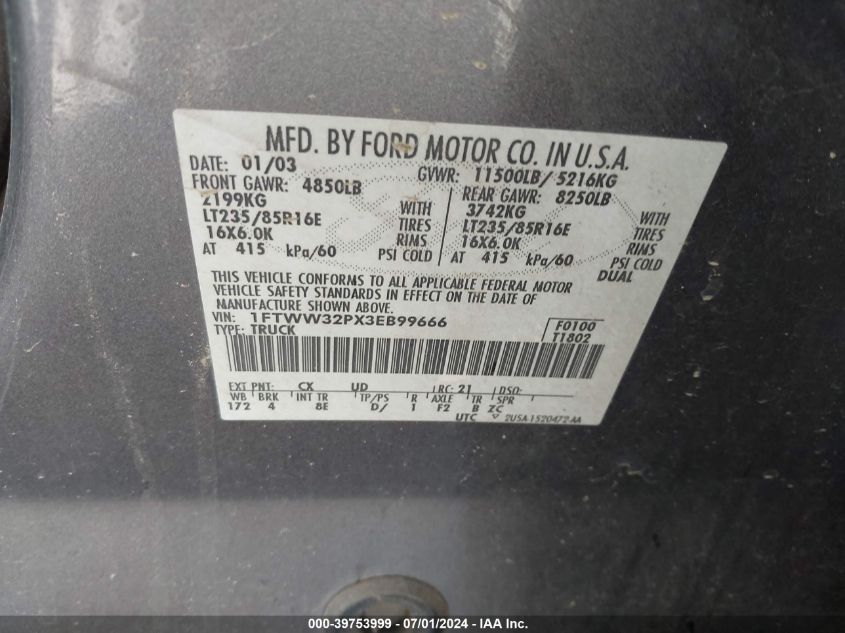 MFD. BY FORD MOTOR CO. IN U.S.A.
DATE: 01/03 GVWR: 11500LB/ 5216KG
FRONT GAWR: 4850LB REAR GAWR: 8250LB
2199KG WITH 3742KG WITH
LT235/85R16E TIRES LT235/85R16E TIRES
16X6.0K RIMS 16X6.0K RIMS
AT 415 kPa/60 PSI COLD AT 415 kPa/60 PSI COLD
DUAL
THIS VEHICLE CONFORMS TO ALL APPLICABLE FEDERAL MOTOR
VEHICLE SAFETY STANDARDS IN EFFECT ON THE DATE OF
MANUFACTURE SHOWN ABOVE.
VIN: 1FTWW32PX3EB99666 F0100
TYPE: TRUCK T1802
EXT PNT: CX UD RC: 21 DSO:
WB BRK INT TR TP/PS R AXLE TR SPR
172 4 8E D/ 1 F2 B ZC
UTC 2U5A-1520472-AA
000-39753999 - 07/01/2024 - IAA Inc.